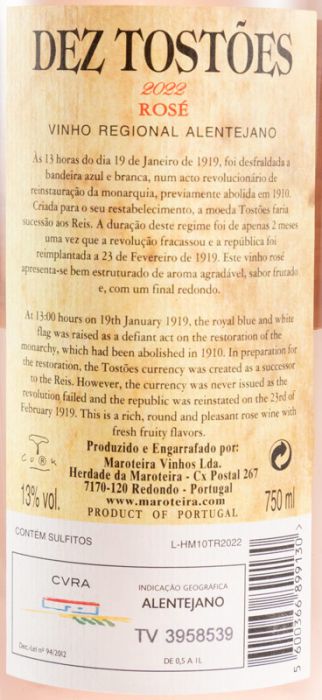 DEZ TOSTÕES
2022
ROSÉ
VINHO REGIONAL ALENTEJANO
Às 13 horas do dia 19 de Janeiro de 1919, foi desfraldada a
bandeira azul e branca, num acto revolucionário de
reinstauração da monarquia, previamente abolida em 1910.
Criada para o seu restabelecimento, a moeda Tostões faria
sucessão aos Reis. A duração deste regime foi de apenas 2 meses
uma vez que a revolução fracassou e a república foi
reimplantada a 23 de Fevereiro de 1919. Este vinho rosé
apresenta-se bem estruturado de aroma agradável, sabor frutado
e, com um final redondo.
At 13:00 hours on 19th January 1919, the royal blue and white
flag was raised as a defiant act on the restoration of the
monarchy, which had been abolished in 1910. In preparation for
the restoration, the Tostões currency was created as a successor
to the Reis. However, the currency was never issued as the
revolution failed and the republic was reinstated on the 23rd of
February 1919. This is a rich, round and pleasant rose wine with
fresh fruity flavors.
Produzido e Engarrafado por:
Maroteira Vinhos Lda.
Herdade da Maroteira - Cx Postal 267
7170-120 Redondo - Portugal
www.maroteira.com
PRODUCT OF PORTUGAL
13% vol.
750 ml
CONTÉM SULFITOS
L-HM10TR2022
CVRA
INDICAÇÃO GEOGRÁFICA
ALENTEJANO
TV 3958539
DE 0,5 A 1L
Dec.-Lei nº 94/2012
5600366899130